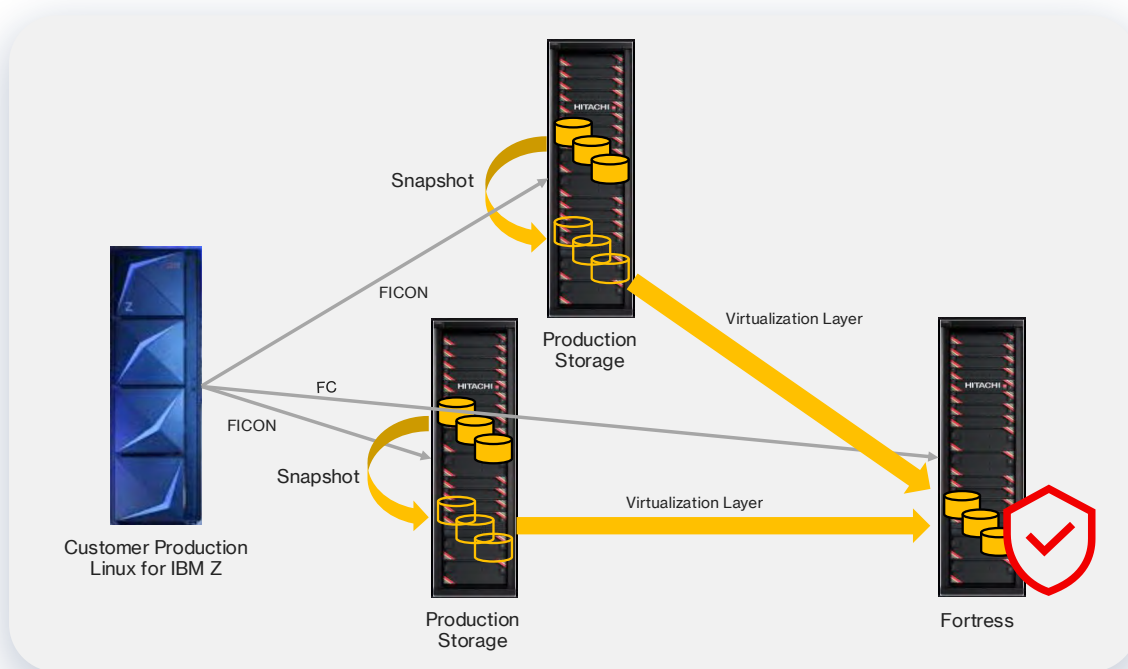 HITACHI
Snapshot
FICON
Virtualization Layer
Production
Storage
Z
HITACHI
FC
FICON
Snapshot
Virtualization Layer
HITACHI
Customer Production
Linux for IBM Z
Production
Storage
Fortress